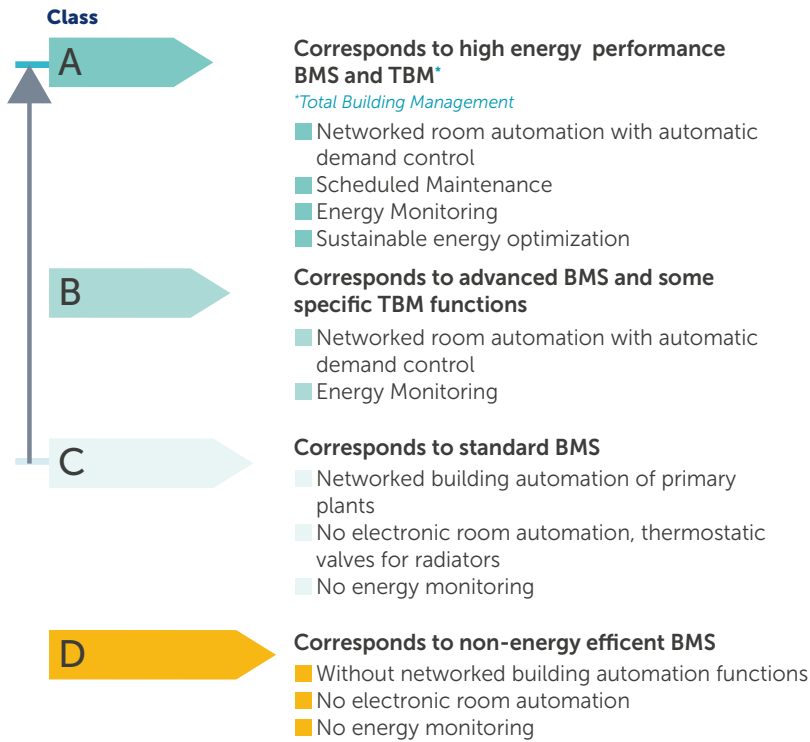 Class
A
Corresponds to high energy performance
BMS and TBM*
*Total Building Management
Networked room automation with automatic
demand control
Scheduled Maintenance
Energy Monitoring
Sustainable energy optimization
B
Corresponds to advanced BMS and some
specific TBM functions
Networked room automation with automatic
demand control
Energy Monitoring
C
Corresponds to standard BMS
Networked building automation of primary
plants
No electronic room automation, thermostatic
valves for radiators
No energy monitoring
D
Corresponds to non-energy efficent BMS
Without networked building automation functions
No electronic room automation
No energy monitoring